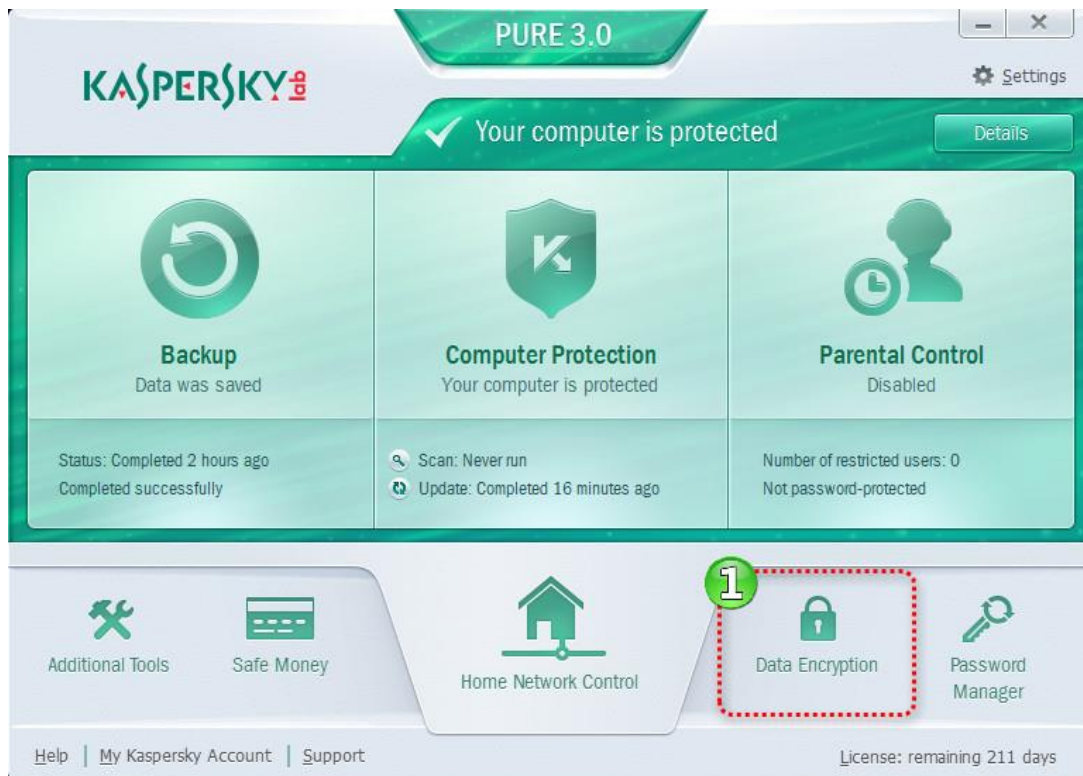 PURE 3.0
KASPERSKY lab
Settings
Your computer is protected
Details
Backup
Data was saved
Status: Completed 2 hours ago
Completed successfully
Computer Protection
Your computer is protected
Scan: Never run
Update: Completed 16 minutes ago
Parental Control
Disabled
Number of restricted users: 0
Not password-protected
Additional Tools
Safe Money
Home Network Control
1
Data Encryption
Password
Manager
Help | My Kaspersky Account | Support
License: remaining 211 days